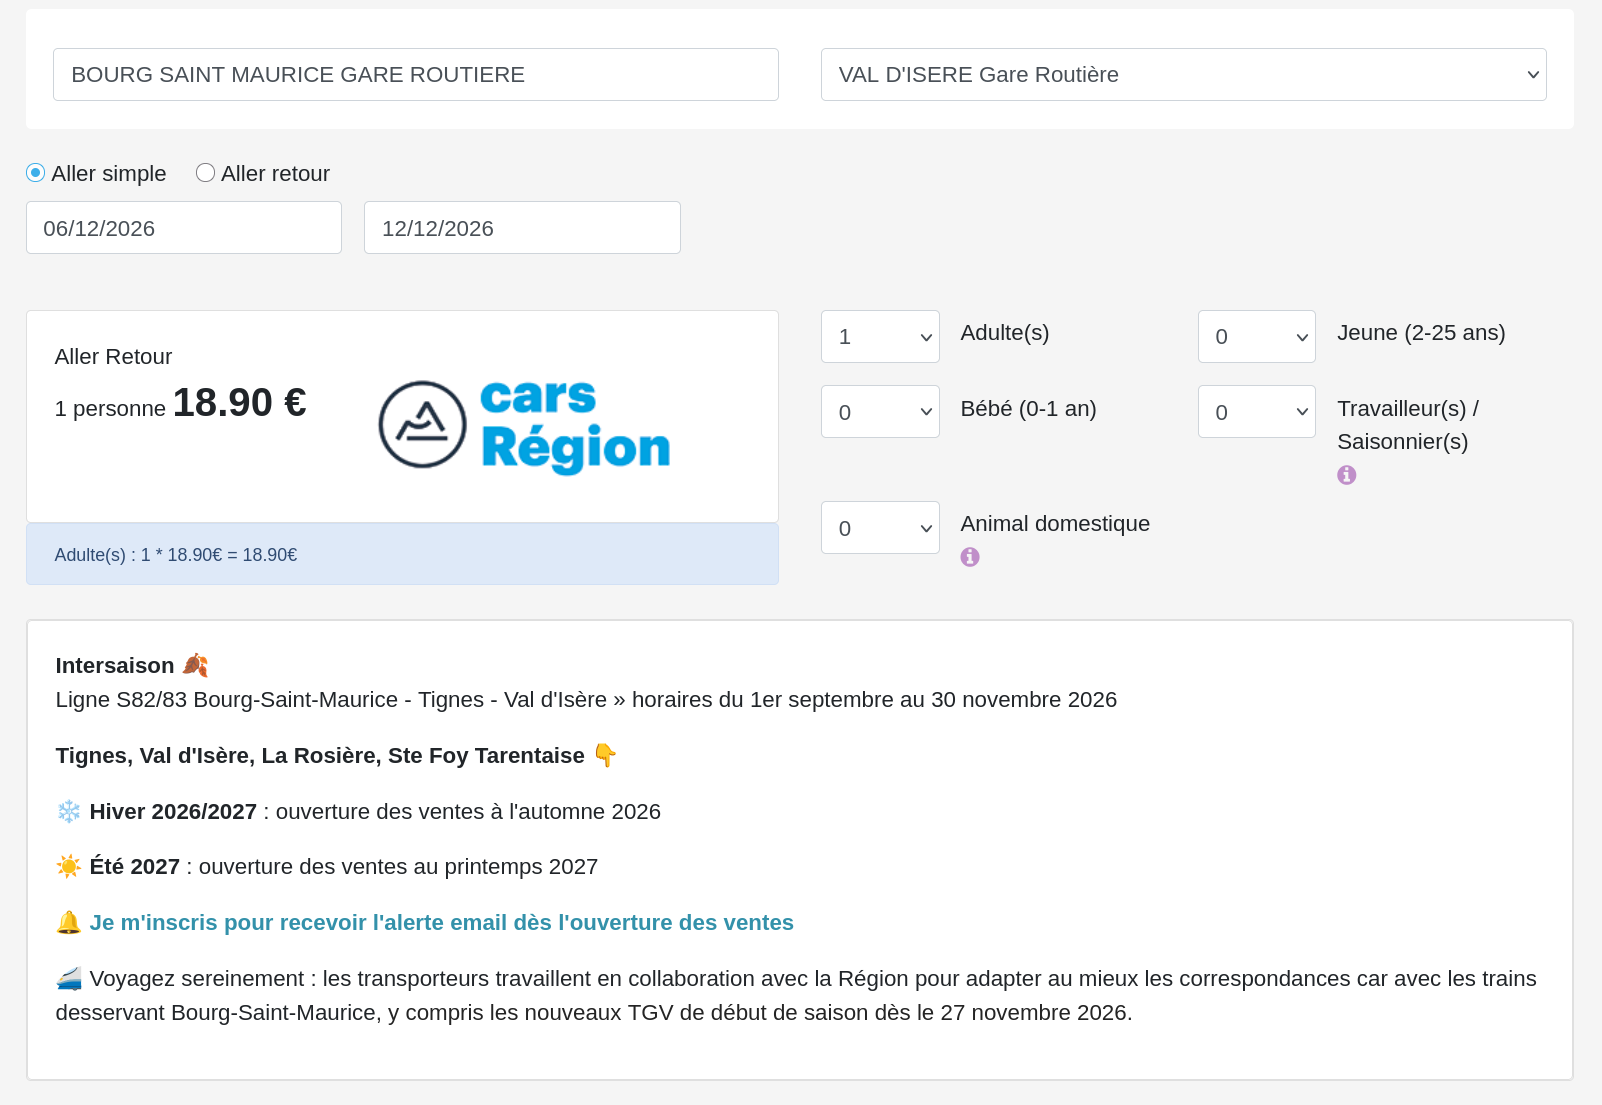 BOURG SAINT MAURICE GARE ROUTIERE
VAL D'ISERE Gare Routière
Aller simple
Aller retour
06/12/2026
12/12/2026
Aller Retour
1 personne 18.90 €
cars
Région
Adulte(s) : 1 * 18.90€ = 18.90€
1
Adulte(s)
0
Jeune (2-25 ans)
0
Bébé (0-1 an)
0
Travailleur(s) /
Saisonnier(s)
0
Animal domestique
Intersaison 🍂
Ligne S82/83 Bourg-Saint-Maurice - Tignes - Val d'Isère » horaires du 1er septembre au 30 novembre 2026
Tignes, Val d'Isère, La Rosière, Ste Foy Tarentaise 👇
❄️ Hiver 2026/2027 : ouverture des ventes à l'automne 2026
☀️ Été 2027 : ouverture des ventes au printemps 2027
🔔 Je m'inscris pour recevoir l'alerte email dès l'ouverture des ventes
🚄 Voyagez sereinement : les transporteurs travaillent en collaboration avec la Région pour adapter au mieux les correspondances car avec les trains
desservant Bourg-Saint-Maurice, y compris les nouveaux TGV de début de saison dès le 27 novembre 2026.